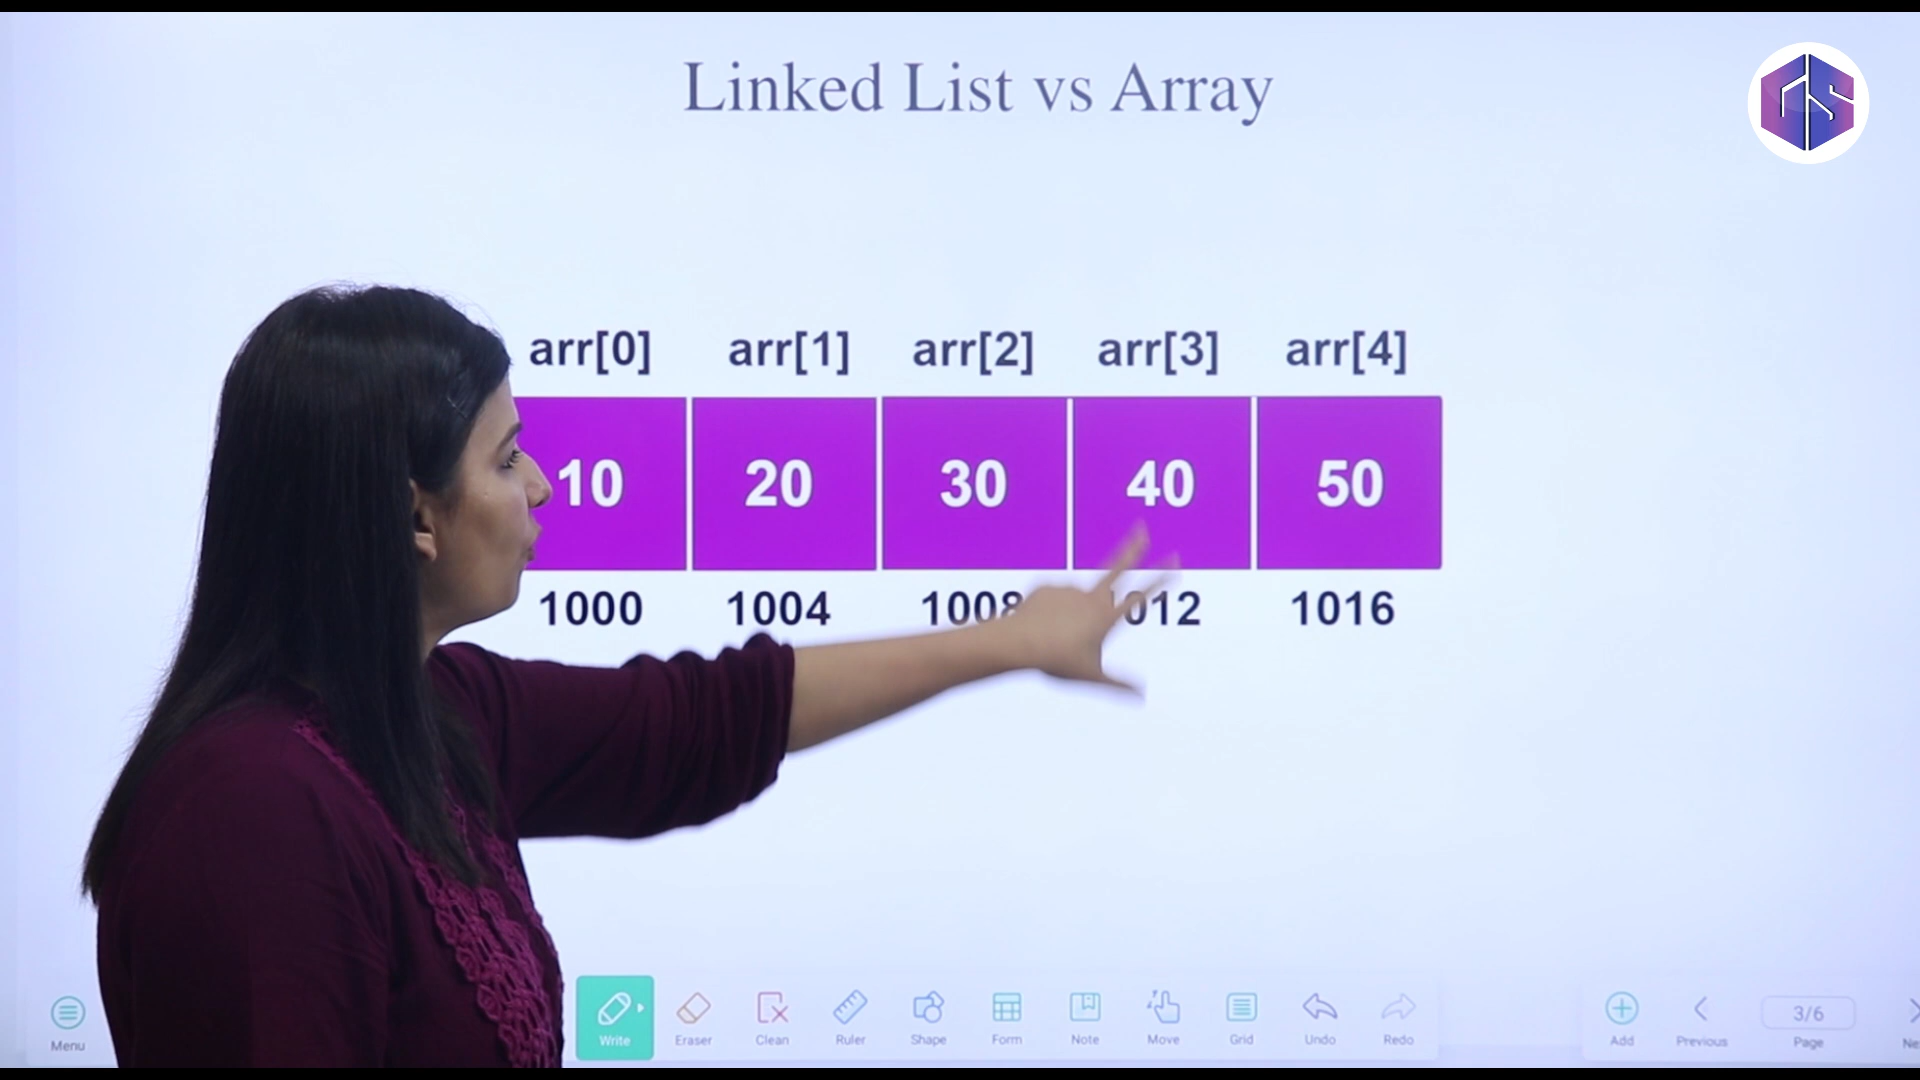 Linked List vs Array
arr[0] arr[1] arr[2] arr[3] arr[4]
10 20 30 40 50
1000 1004 1016
Menu Write Eraser Clean Ruler Shape Form Note Move Grid Undo Redo Add Previous 3/6 Page